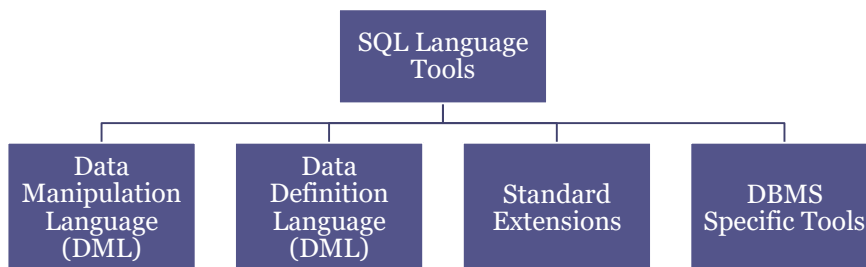 SQL Language
Tools
Data
Manipulation
Language
(DML)
Data
Definition
Language
(DML)
Standard
Extensions
DBMS
Specific Tools